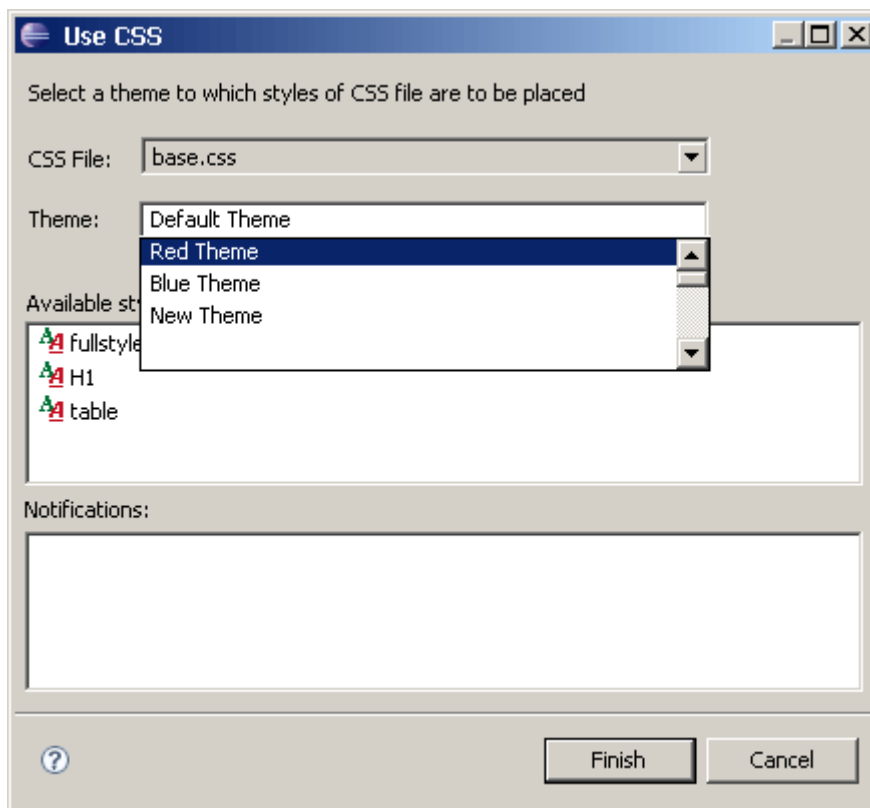 Use CSS
Select a theme to which styles of CSS file are to be placed
CSS File: base.css
Theme: Default Theme
Red Theme
Blue Theme
New Theme
Available st
fullstyle
H1
table
Notifications:
Finish Cancel